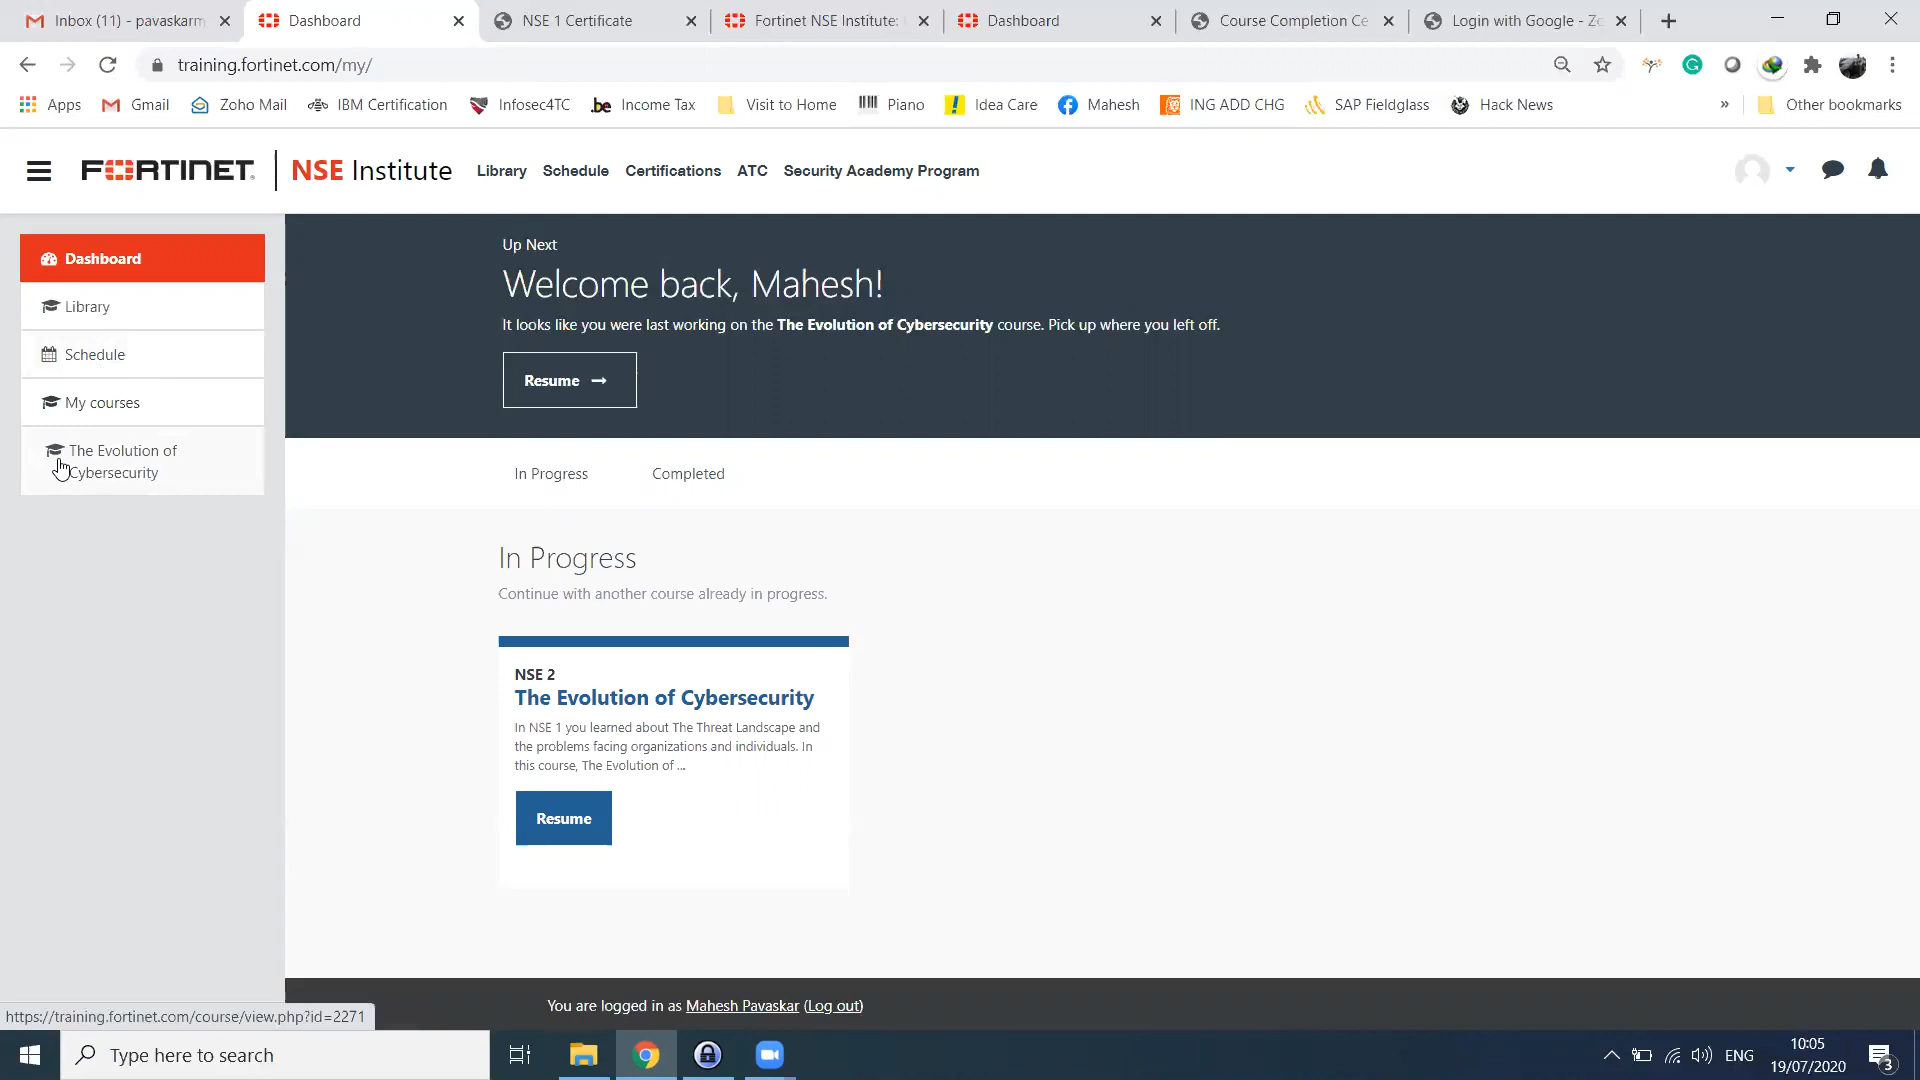 Inbox (11) - pavaskarm
Dashboard
NSE 1 Certificate
Fortinet NSE Institute:
Dashboard
Course Completion Ce
Login with Google - Zo
training.fortinet.com/my/
Apps
Gmail
Zoho Mail
IBM Certification
Infosec4TC
.be
Income Tax
Visit to Home
Piano
Idea Care
Mahesh
ING ADD CHG
SAP Fieldglass
Hack News
»
Other bookmarks
FORTINET
NSE Institute
Library
Schedule
Certifications
ATC
Security Academy Program
Dashboard
Library
Schedule
My courses
The Evolution of
Cybersecurity
Up Next
Welcome back, Mahesh!
It looks like you were last working on the The Evolution of Cybersecurity course. Pick up where you left off.
Resume →
In Progress
Completed
In Progress
Continue with another course already in progress.
NSE 2
The Evolution of Cybersecurity
In NSE 1 you learned about The Threat Landscape and
the problems facing organizations and individuals. In
this course, The Evolution of ...
Resume
You are logged in as Mahesh Pavaskar (Log out)
https://training.fortinet.com/course/view.php?id=2271
Type here to search
ENG
10:05
19/07/2020
3